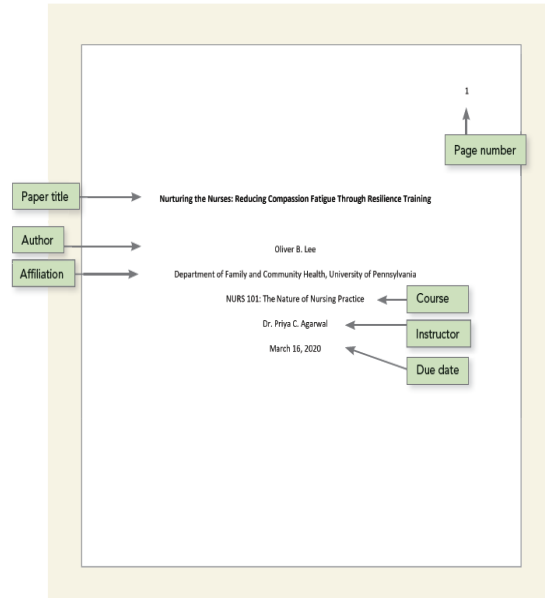 1
Page number
Paper title
Nurturing the Nurses: Reducing Compassion Fatigue Through Resilience Training
Author
Oliver B. Lee
Affiliation
Department of Family and Community Health, University of Pennsylvania
NURS 101: The Nature of Nursing Practice
Course
Dr. Priya C. Agarwal
Instructor
March 16, 2020
Due date